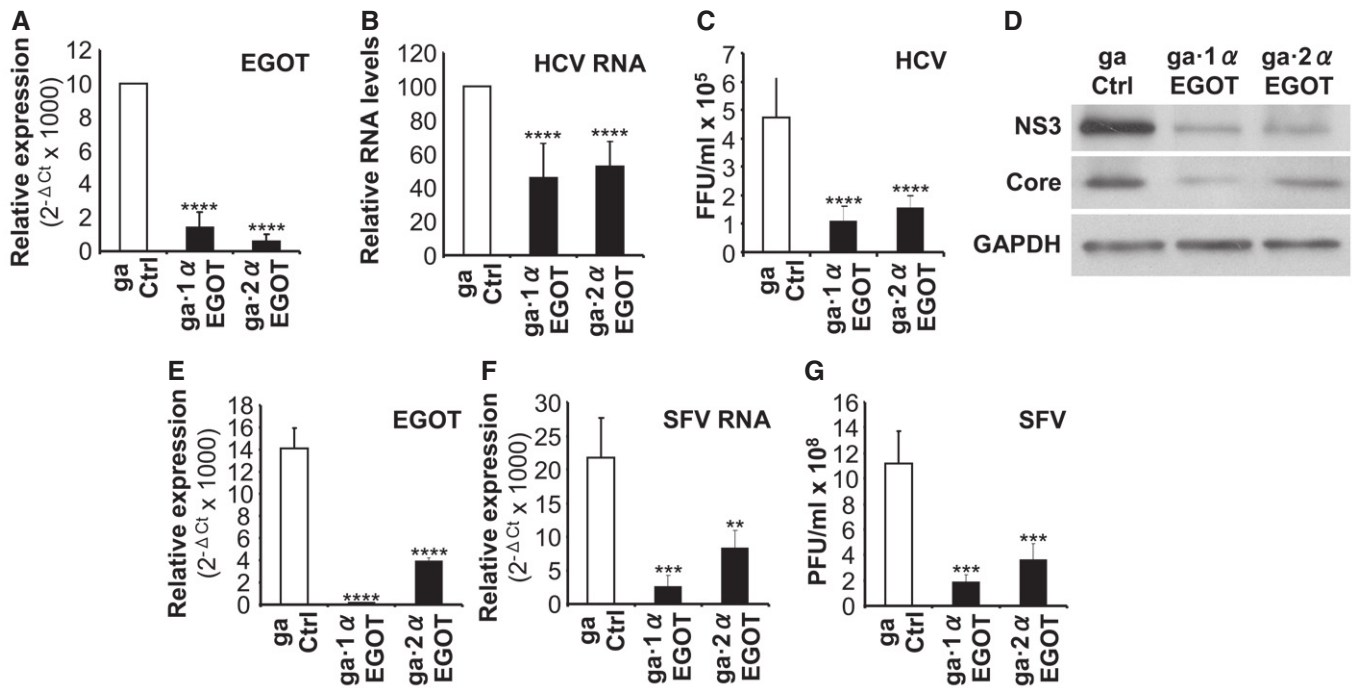 A
Relative expression
(2-ΔCt x 1000)
12
10
8
6
4
2
0
EGOT
****
****
ga
Ctrl
ga·1α
EGOT
ga·2α
EGOT
B
Relative RNA levels
120
100
80
60
40
20
0
HCV RNA
****
****
ga
Ctrl
ga·1α
EGOT
ga·2α
EGOT
C
FFU/ml x 10⁵
7
6
5
4
3
2
1
0
HCV
****
****
ga
Ctrl
ga·1α
EGOT
ga·2α
EGOT
D
ga
Ctrl
ga·1α
EGOT
ga·2α
EGOT
NS3
Core
GAPDH
E
Relative expression
(2-ΔCt x 1000)
18
16
14
12
10
8
6
4
2
0
EGOT
****
****
ga
Ctrl
ga·1α
EGOT
ga·2α
EGOT
F
Relative expression
(2-ΔCt x 1000)
30
25
20
15
10
5
0
SFV RNA
***
**
ga
Ctrl
ga·1α
EGOT
ga·2α
EGOT
G
PFU/ml x 10⁸
16
14
12
10
8
6
4
2
0
SFV
***
***
ga
Ctrl
ga·1α
EGOT
ga·2α
EGOT